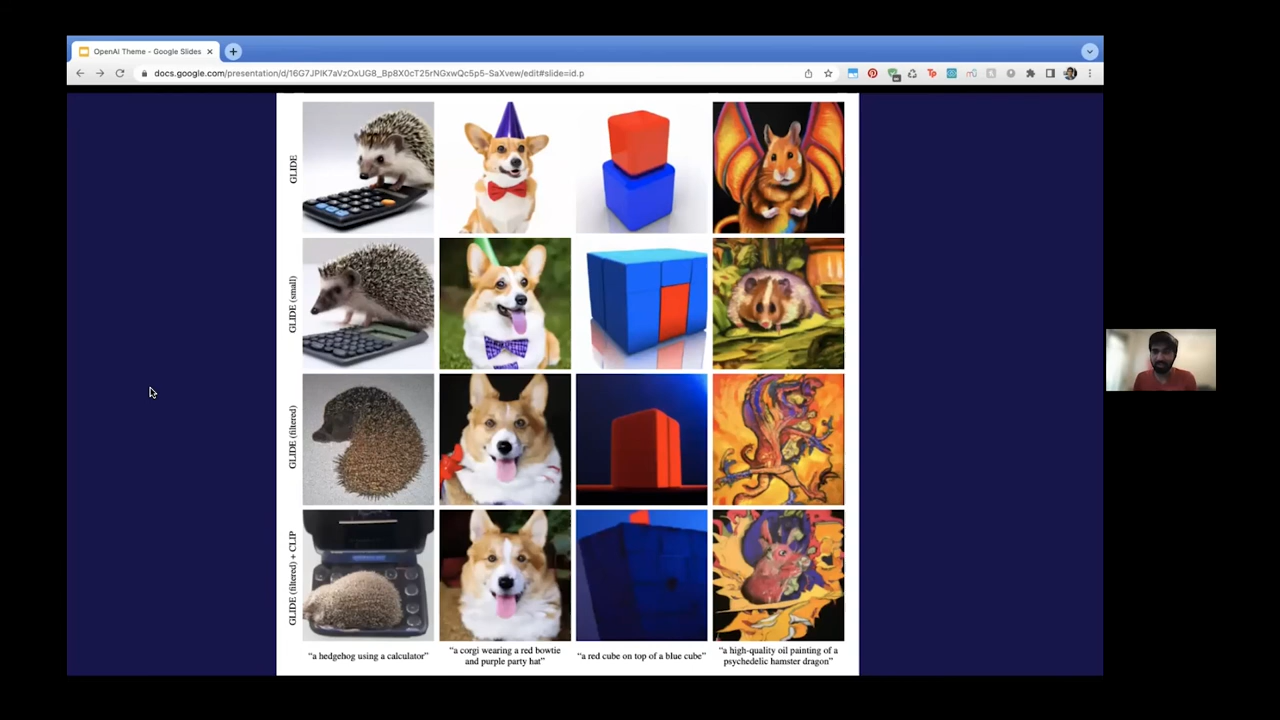 OpenAI Theme - Google Slides
docs.google.com/presentation/d/16G7JPIK7aVzOxUG8_Bp8X0cT25rNGxwQc5p5-SaXvew/edit#slide=id.p
GLIDE
GLIDE (small)
GLIDE (filtered)
GLIDE (filtered) + CLIP
"a hedgehog using a calculator"
"a corgi wearing a red bowtie
and purple party hat"
"a red cube on top of a blue cube"
"a high-quality oil painting of a
psychedelic hamster dragon"